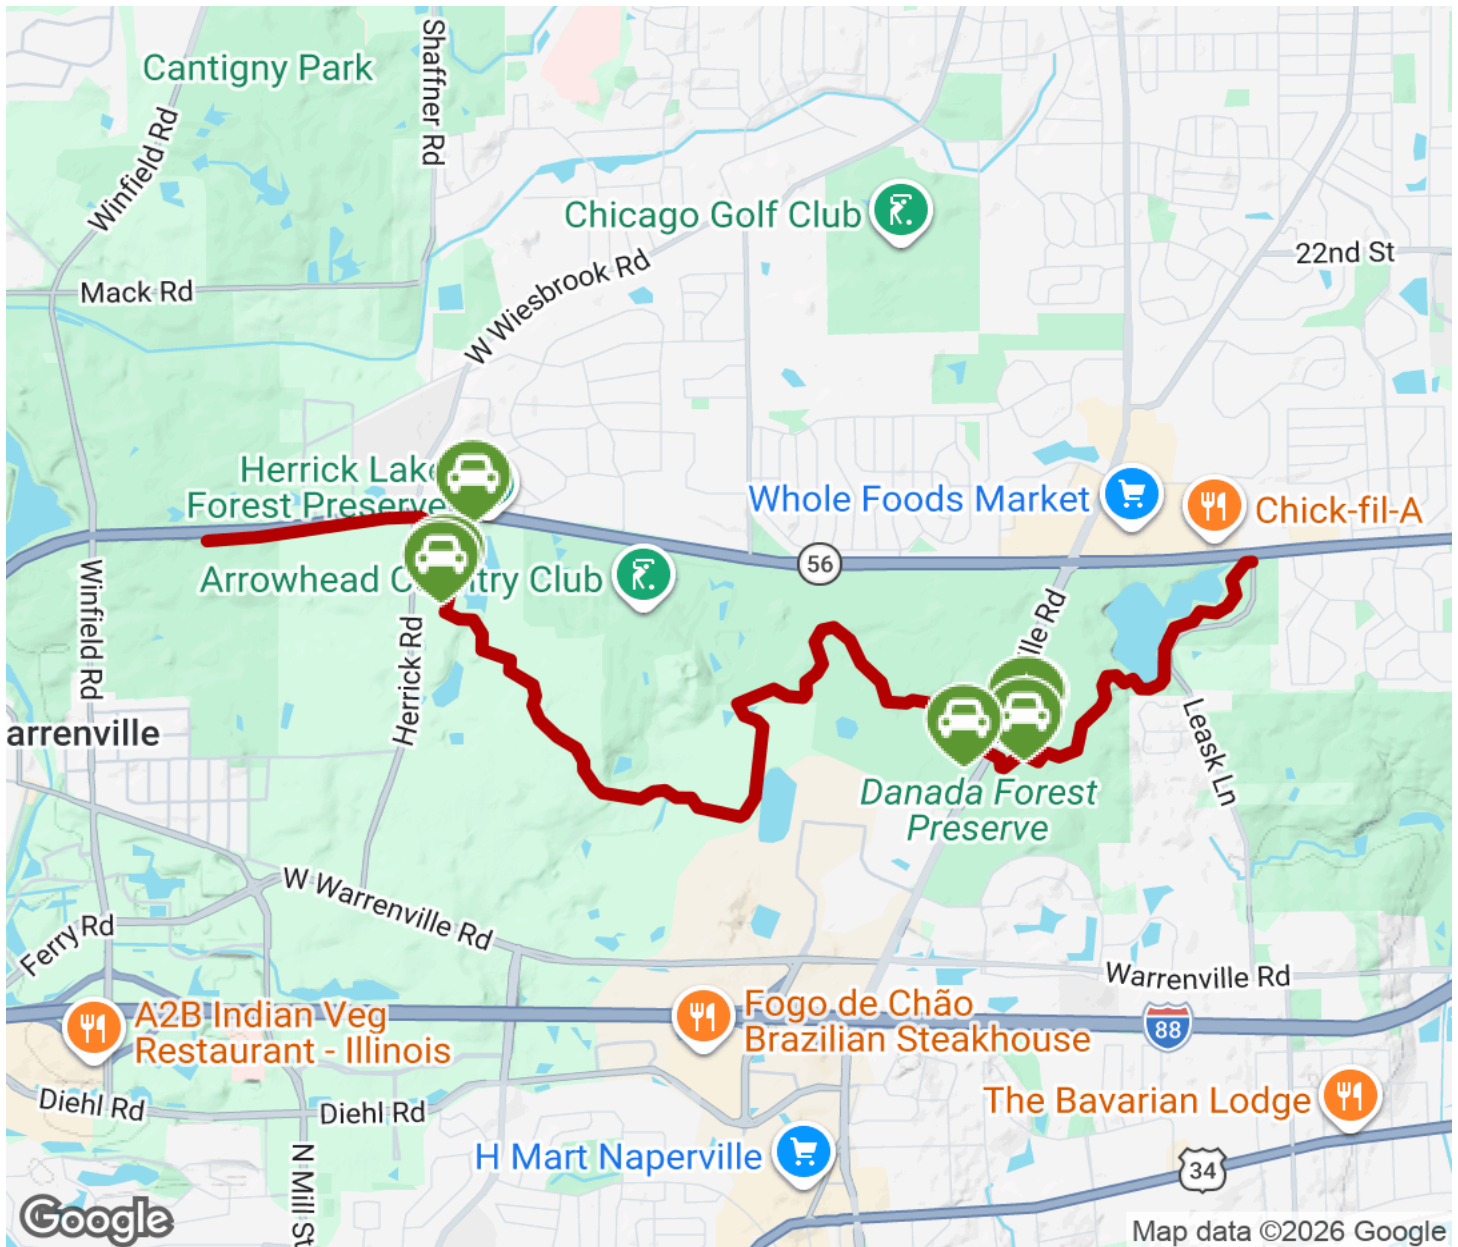 Cantigny Park
Shaffner Rd
Winfield Rd
Chicago Golf Club
22nd St
Mack Rd
W Wiesbrook Rd
Herrick Lake
Forest Preserve
Whole Foods Market
Chick-fil-A
56
Arrowhead C ntry Club
Winfield Rd
Herrick Rd
ille Rd
arrenville
Leask Ln
Danada Forest
Preserve
W Warrenville Rd
Ferry Rd
Warrenville Rd
A2B Indian Veg
Restaurant - Illinois
Fogo de Chão
Brazilian Steakhouse
88
Diehl Rd
Diehl Rd
The Bavarian Lodge
N Mill St
H Mart Naperville
34
Google
Map data ©2026 Google